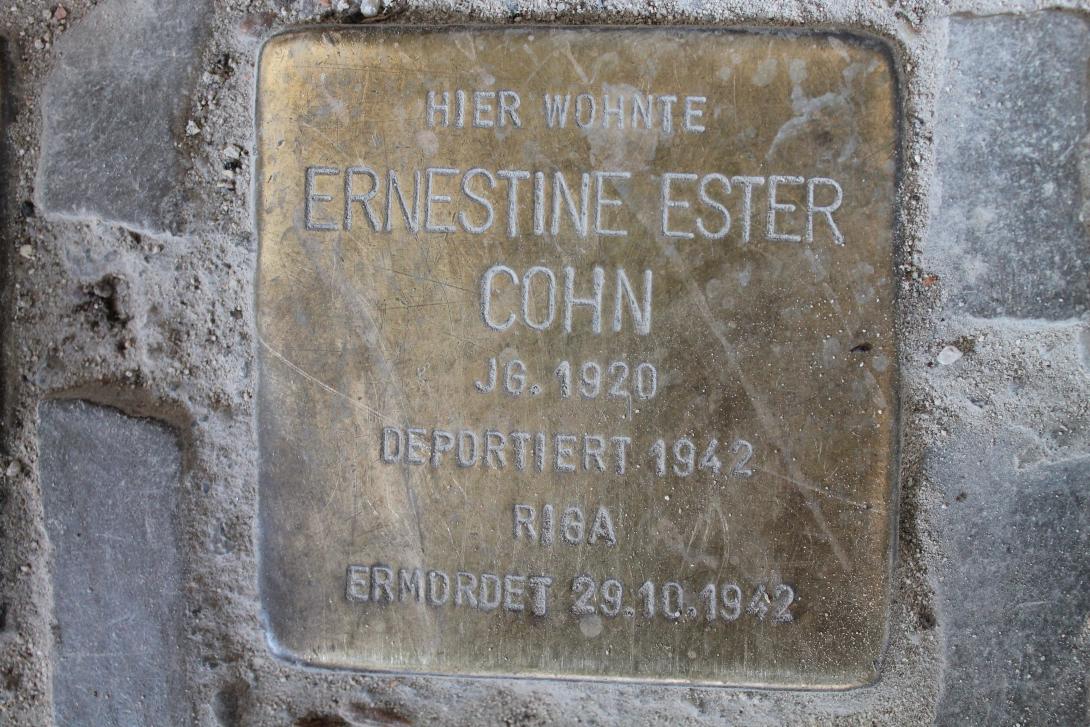 HIER WOHNTE
ERNESTINE ESTER
COHN
JG. 1920
DEPORTIERT 1942
RIGA
ERMORDET 29.10.1942